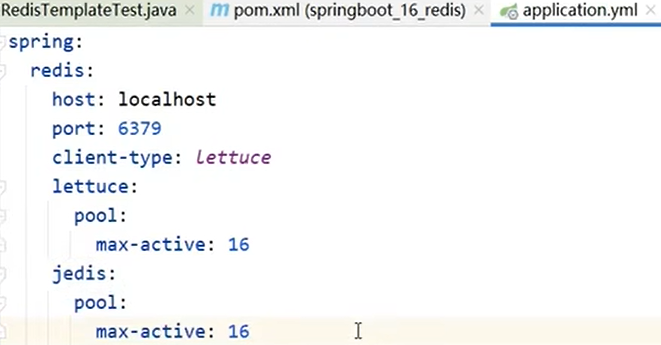 RedisTemplateTest.java
pom.xml (springboot_16_redis)
application.yml
spring:
  redis:
    host: localhost
    port: 6379
    client-type: lettuce
    lettuce:
      pool:
        max-active: 16
    jedis:
      pool:
        max-active: 16